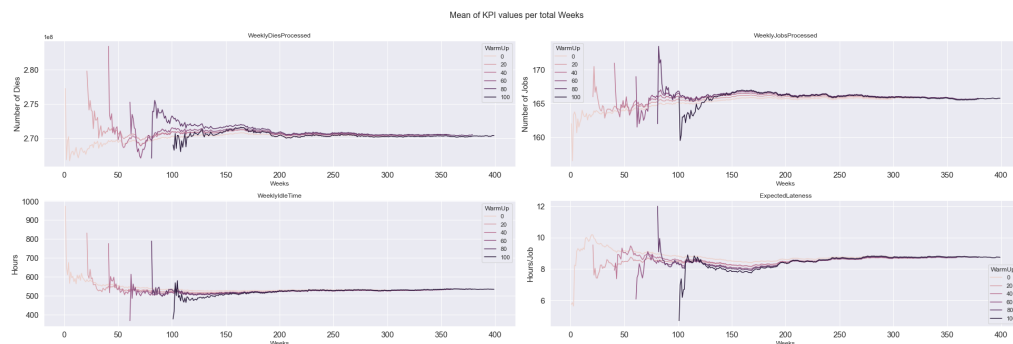 Mean of KPI values per total Weeks
WeeklyDiesProcessed
1e8
Number of Dies
2.80
2.75
2.70
0 50 100 150 200 250 300 350 400
Weeks
WarmUp
0
20
40
60
80
100
WeeklyJobsProcessed
Number of Jobs
170
165
160
0 50 100 150 200 250 300 350 400
Weeks
WarmUp
0
20
40
60
80
100
WeeklyIdleTime
Hours
1000
900
800
700
600
500
400
0 50 100 150 200 250 300 350 400
Weeks
WarmUp
0
20
40
60
80
100
ExpectedLateness
Hours/Job
12
10
8
6
0 50 100 150 200 250 300 350 400
Weeks
WarmUp
0
20
40
60
80
10